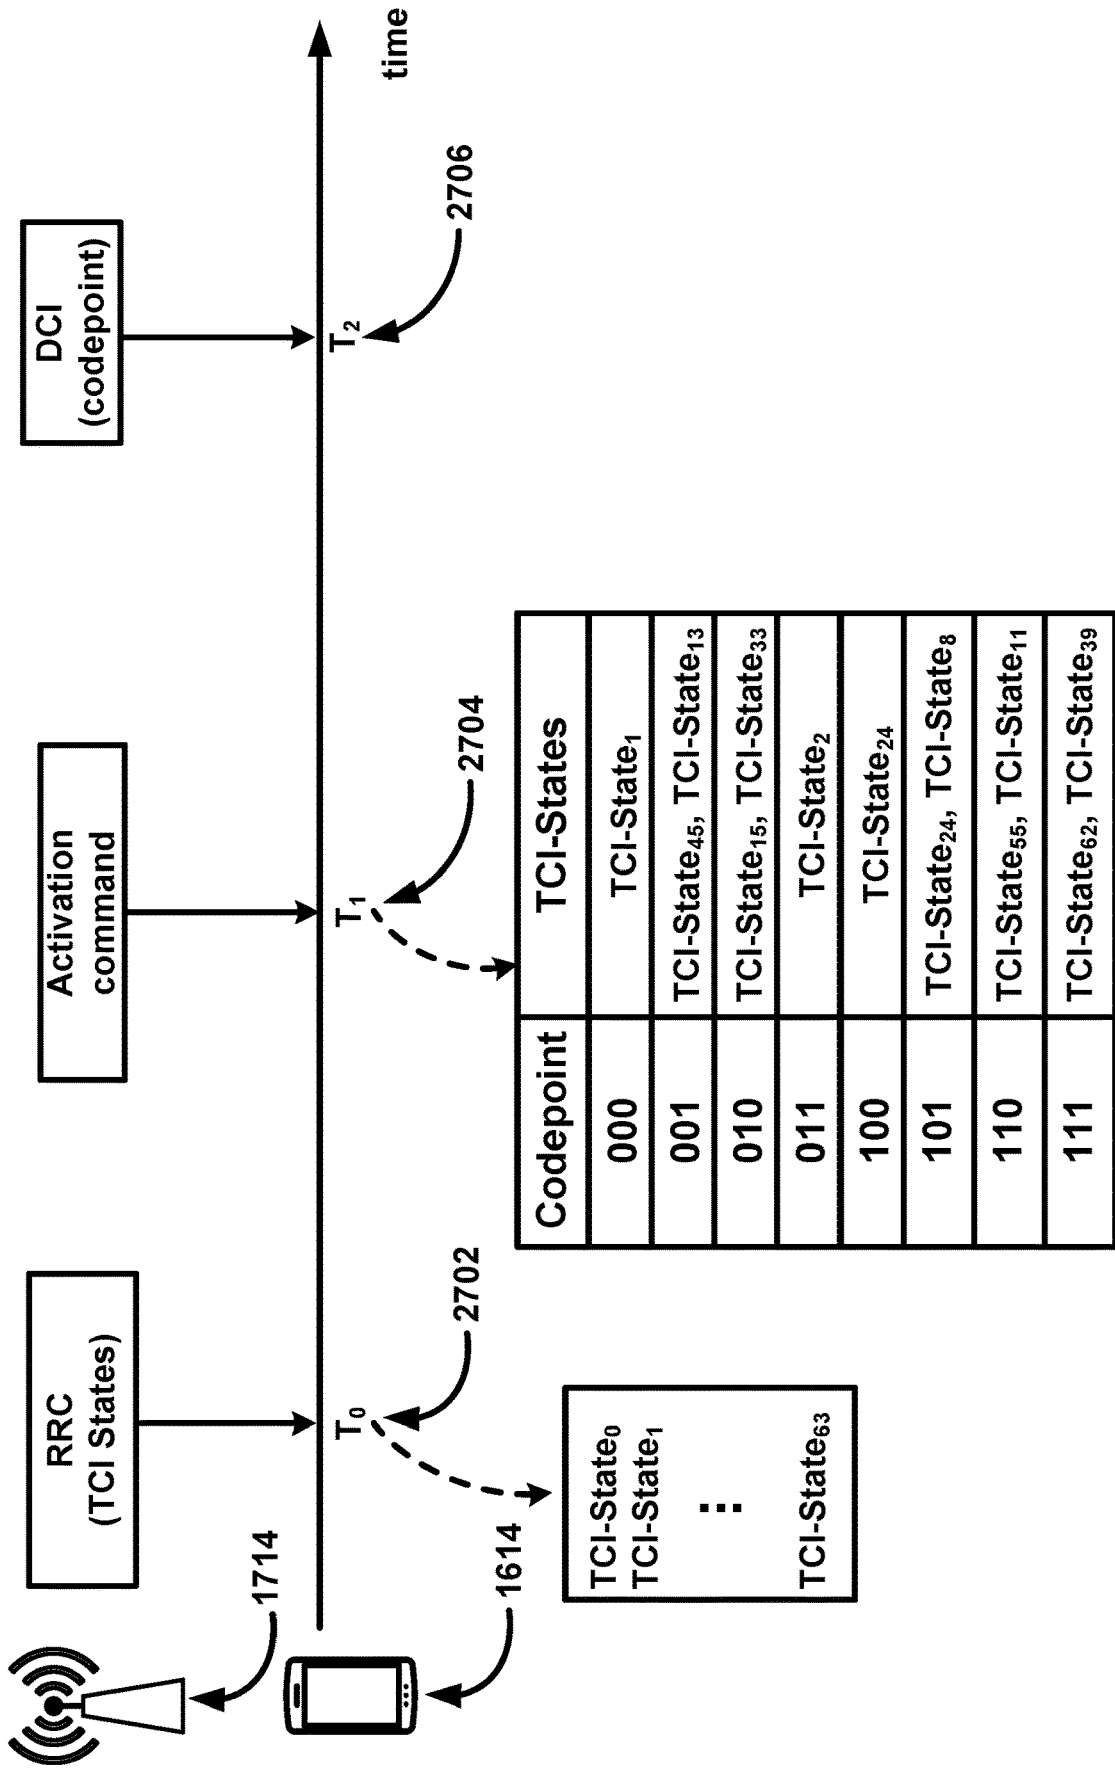 RRC
(TCI States)
Activation
command
DCI
(codepoint)
1714
1614
T0
T1
T2
time
2702
2704
2706
TCI-State0
TCI-State1
⋮
TCI-State63
Codepoint TCI-States
000 TCI-State1
001 TCI-State45, TCI-State13
010 TCI-State15, TCI-State33
011 TCI-State2
100 TCI-State24
101 TCI-State24, TCI-State8
110 TCI-State55, TCI-State11
111 TCI-State62, TCI-State39